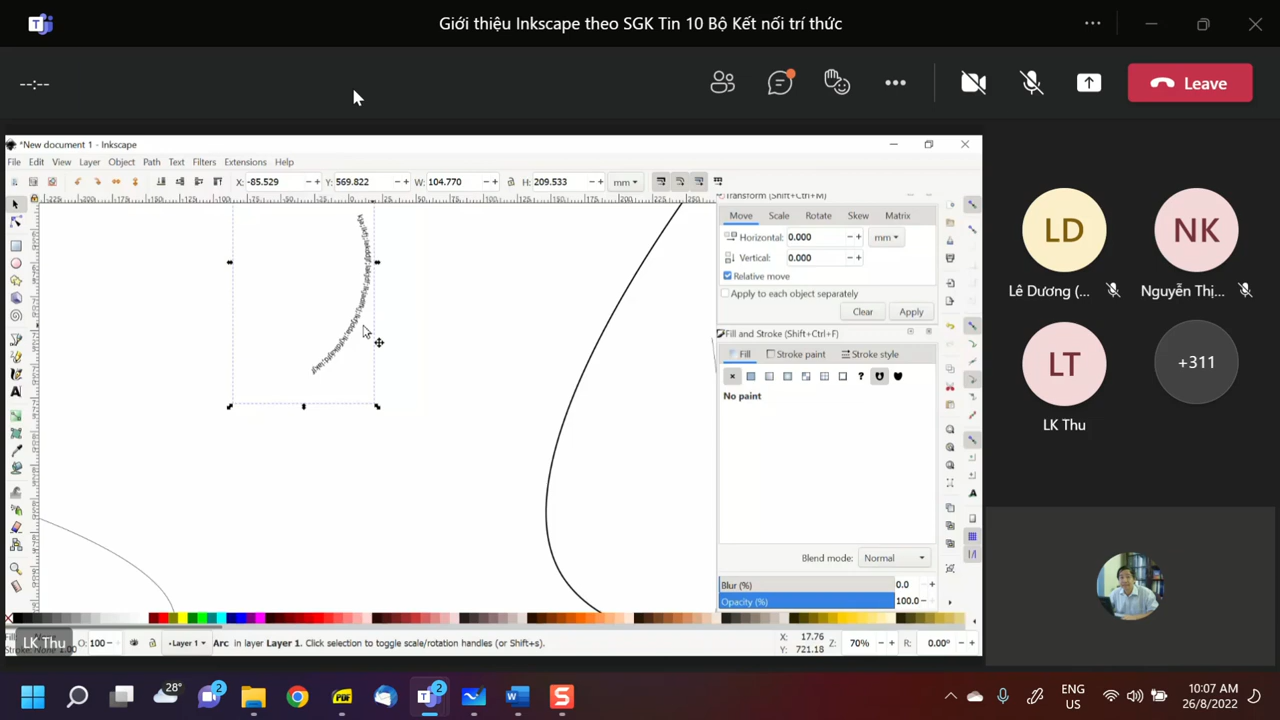 Giới thiệu Inkscape theo SGK Tin 10 Bộ Kết nối trí thức
--:--
Leave
*New document 1 - Inkscape
File Edit View Layer Object Path Text Filters Extensions Help
X: -85.529 Y: 569.822 W: 104.770 H: 209.533 mm
Transform (Shift+Ctrl+M)
Move Scale Rotate Skew Matrix
Horizontal: 0.000 mm
Vertical: 0.000
Relative move
Apply to each object separately
Clear Apply
Fill and Stroke (Shift+Ctrl+F)
Fill Stroke paint Stroke style
No paint
Blend mode: Normal
Blur (%) 0.0
Opacity (%) 100.0
LK Thu
O: 100 Layer 1 Arc in layer Layer 1. Click selection to toggle scale/rotation handles (or Shift+s).
X: 17.76
Y: 721.18
Z: 70% R: 0.00°
LD
NK
Lê Dương (...
Nguyễn Thị...
LT
+311
LK Thu
28°
2
2
ENG
US
10:07 AM
26/8/2022